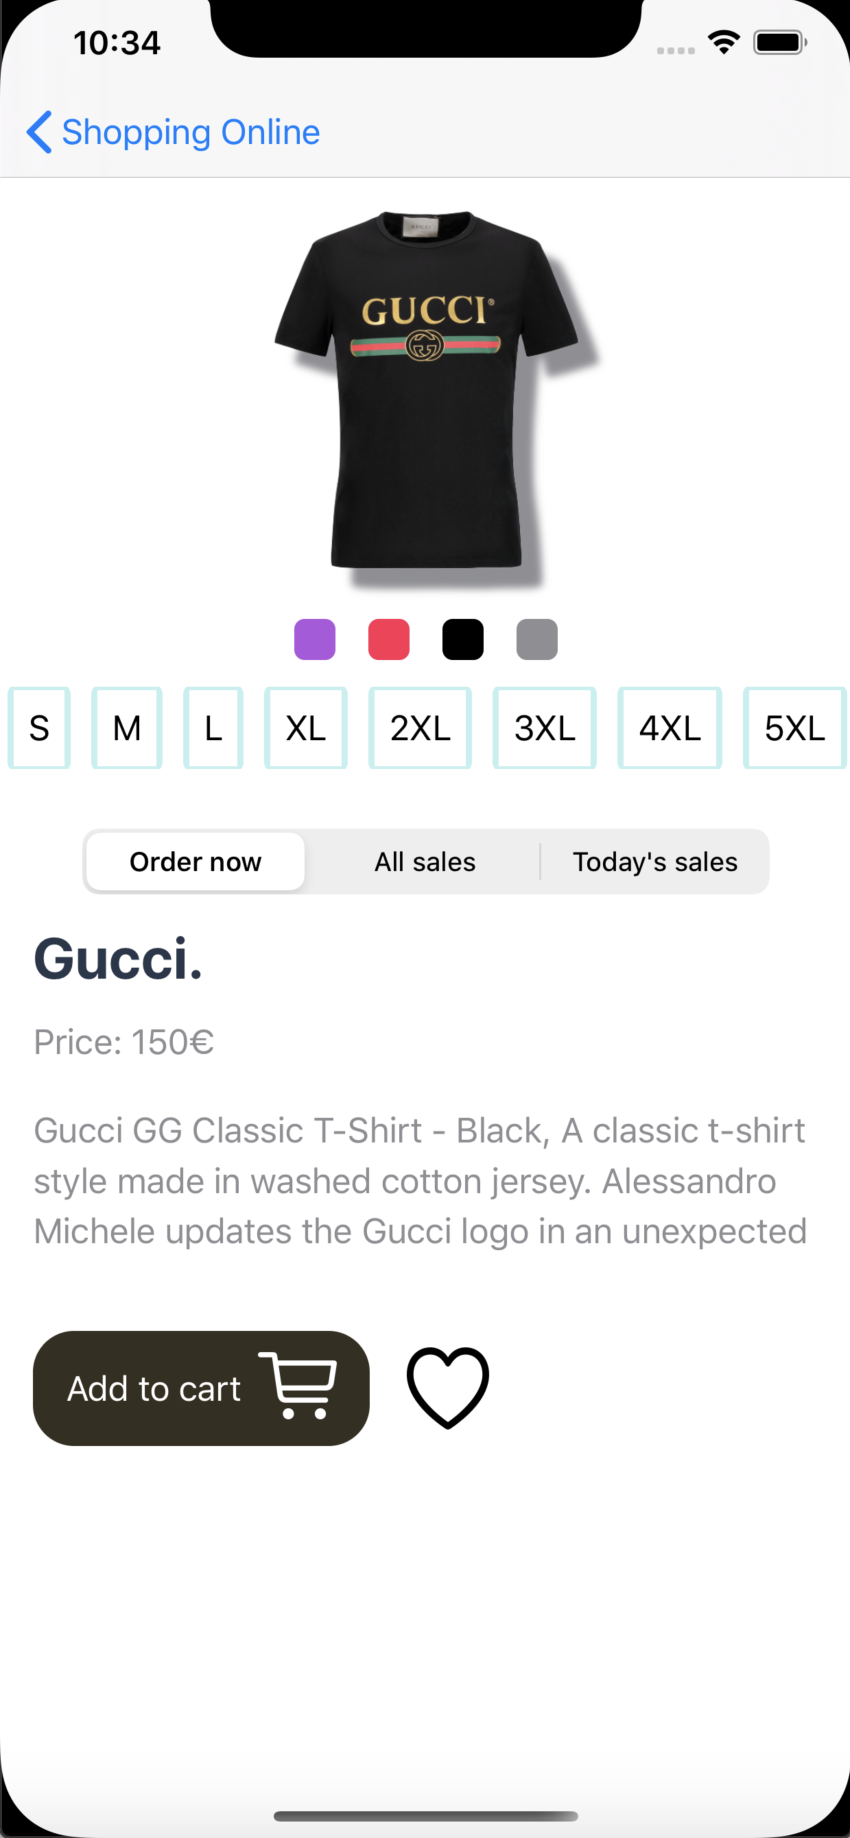 10:34
Shopping Online
GUCCI
GUCCI®
S M L XL 2XL 3XL 4XL 5XL
Order now All sales Today's sales
Gucci.
Price: 150€
Gucci GG Classic T-Shirt - Black, A classic t-shirt
style made in washed cotton jersey. Alessandro
Michele updates the Gucci logo in an unexpected
Add to cart